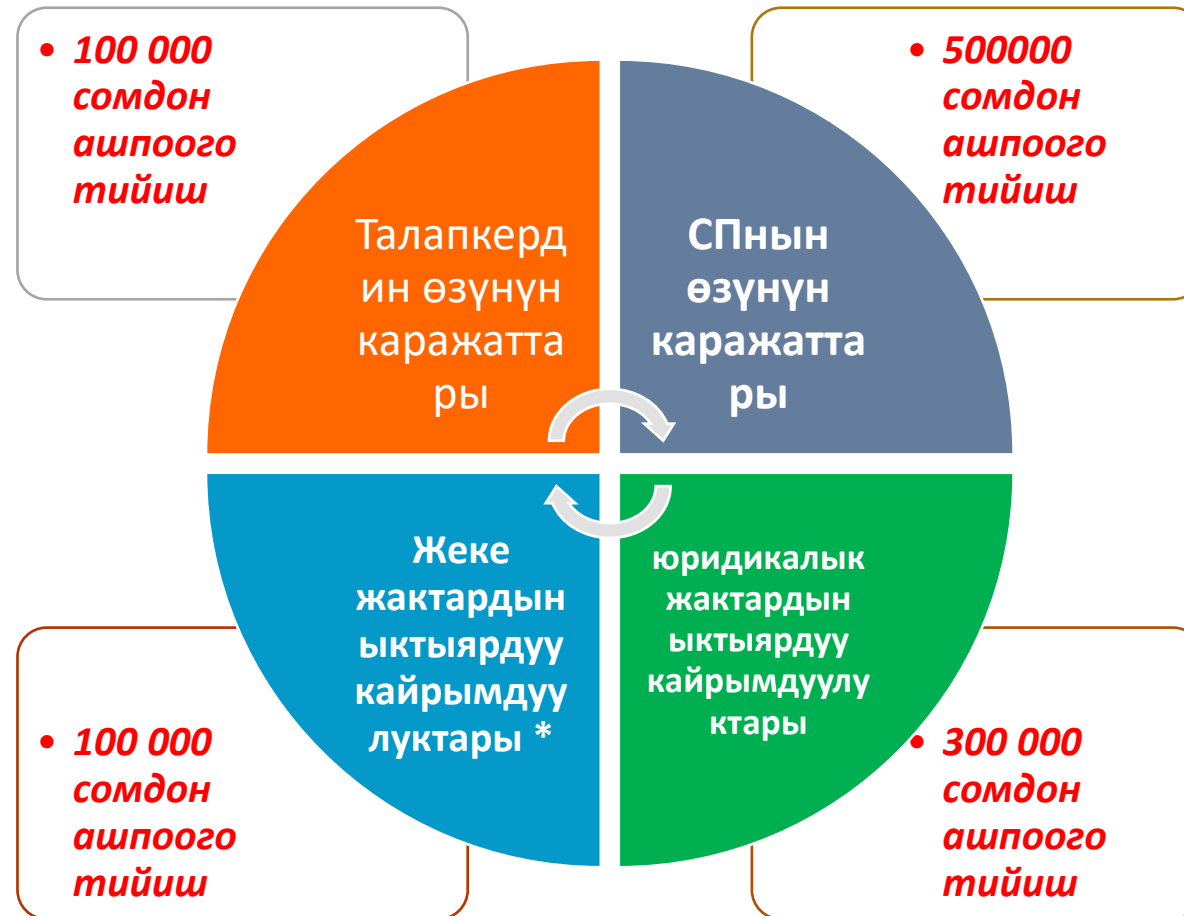 • 100 000
сомдон
ашпоого
тийиш
• 500000
сомдон
ашпоого
тийиш
Талапкерд
ин өзүнүн
каражатта
ры
СПнын
өзүнүн
каражатта
ры
Жеке
жактардын
ыктыярдуу
кайрымдуу
луктары *
юридикалык
жактардын
ыктыярдуу
кайрымдуулу
ктары
• 100 000
сомдон
ашпоого
тийиш
• 300 000
сомдон
ашпоого
тийиш